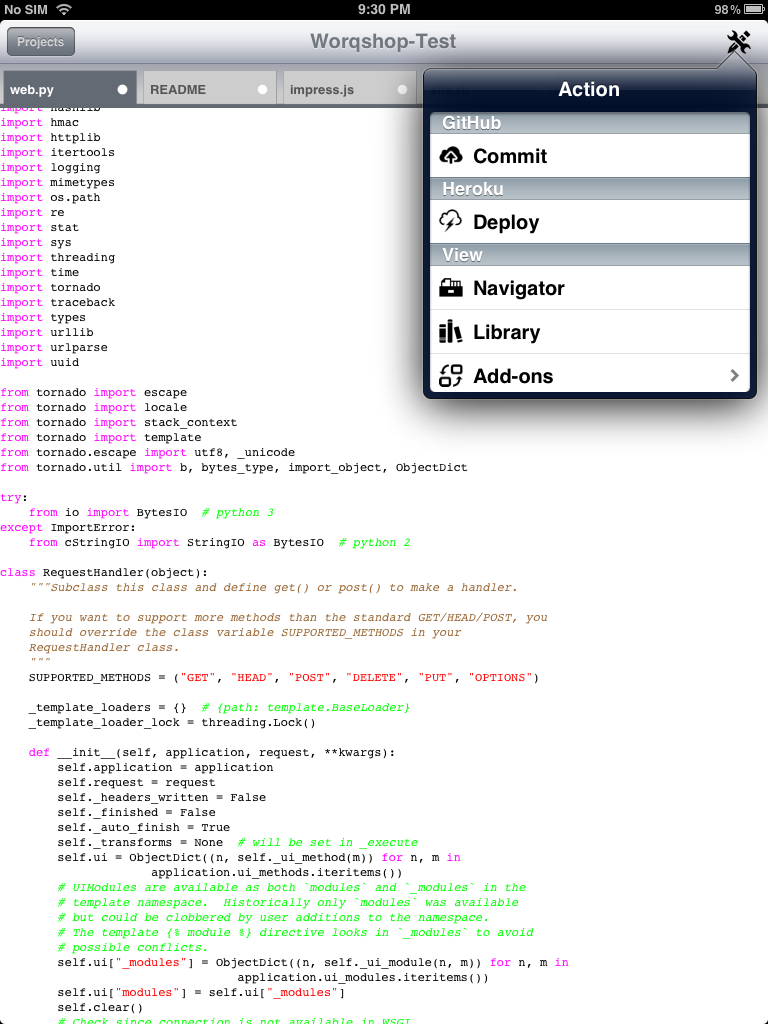 No SIM 9:30 PM 98%
Projects Worqshop-Test
web.py README impress.js
Action
GitHub
Commit
Heroku
Deploy
View
Navigator
Library
Add-ons
import hashlib
import hmac
import httplib
import itertools
import logging
import mimetypes
import os.path
import re
import stat
import sys
import threading
import time
import tornado
import traceback
import types
import urllib
import urlparse
import uuid
from tornado import escape
from tornado import locale
from tornado import stack_context
from tornado import template
from tornado.escape import utf8, _unicode
from tornado.util import b, bytes_type, import_object, ObjectDict
try:
    from io import BytesIO  # python 3
except ImportError:
    from cStringIO import StringIO as BytesIO  # python 2
class RequestHandler(object):
    """Subclass this class and define get() or post() to make a handler.
    If you want to support more methods than the standard GET/HEAD/POST, you
    should override the class variable SUPPORTED_METHODS in your
    RequestHandler class.
    """
    SUPPORTED_METHODS = ("GET", "HEAD", "POST", "DELETE", "PUT", "OPTIONS")
    _template_loaders = {}  # {path: template.BaseLoader}
    _template_loader_lock = threading.Lock()
    def __init__(self, application, request, **kwargs):
        self.application = application
        self.request = request
        self._headers_written = False
        self._finished = False
        self._auto_finish = True
        self._transforms = None  # will be set in _execute
        self.ui = ObjectDict((n, self._ui_method(m)) for n, m in
                     application.ui_methods.iteritems())
        # UIModules are available as both `modules` and `_modules` in the
        # template namespace.  Historically only `modules` was available
        # but could be clobbered by user additions to the namespace.
        # The template {% module %} directive looks in `_modules` to avoid
        # possible conflicts.
        self.ui["_modules"] = ObjectDict((n, self._ui_module(n, m)) for n, m in
                                 application.ui_modules.iteritems())
        self.ui["modules"] = self.ui["_modules"]
        self.clear()
        # Check since connection is not available in WSGI